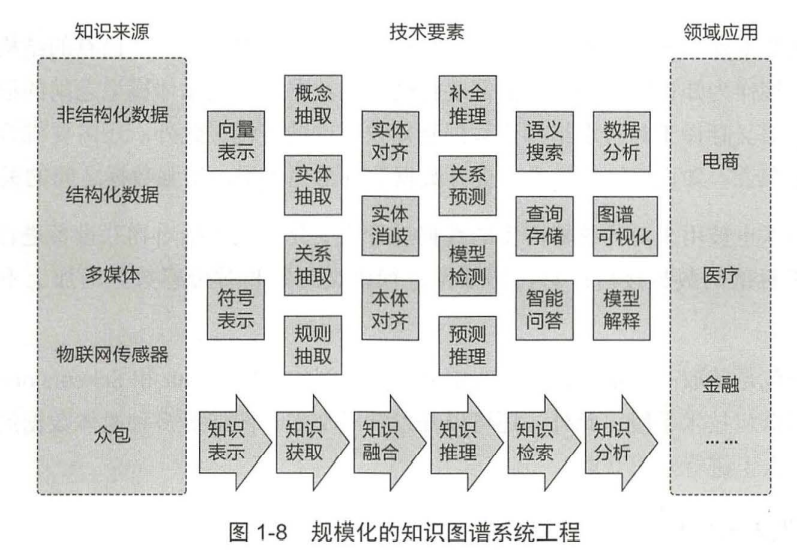 知识来源
技术要素
领域应用
非结构化数据
结构化数据
多媒体
物联网传感器
众包
向量
表示
符号
表示
概念
抽取
实体
抽取
关系
抽取
规则
抽取
实体
对齐
实体
消歧
本体
对齐
补全
推理
关系
预测
模型
检测
预测
推理
语义
搜索
查询
存储
智能
问答
数据
分析
图谱
可视化
模型
解释
知识
表示
知识
获取
知识
融合
知识
推理
知识
检索
知识
分析
电商
医疗
金融
……
图 1-8 规模化的知识图谱系统工程